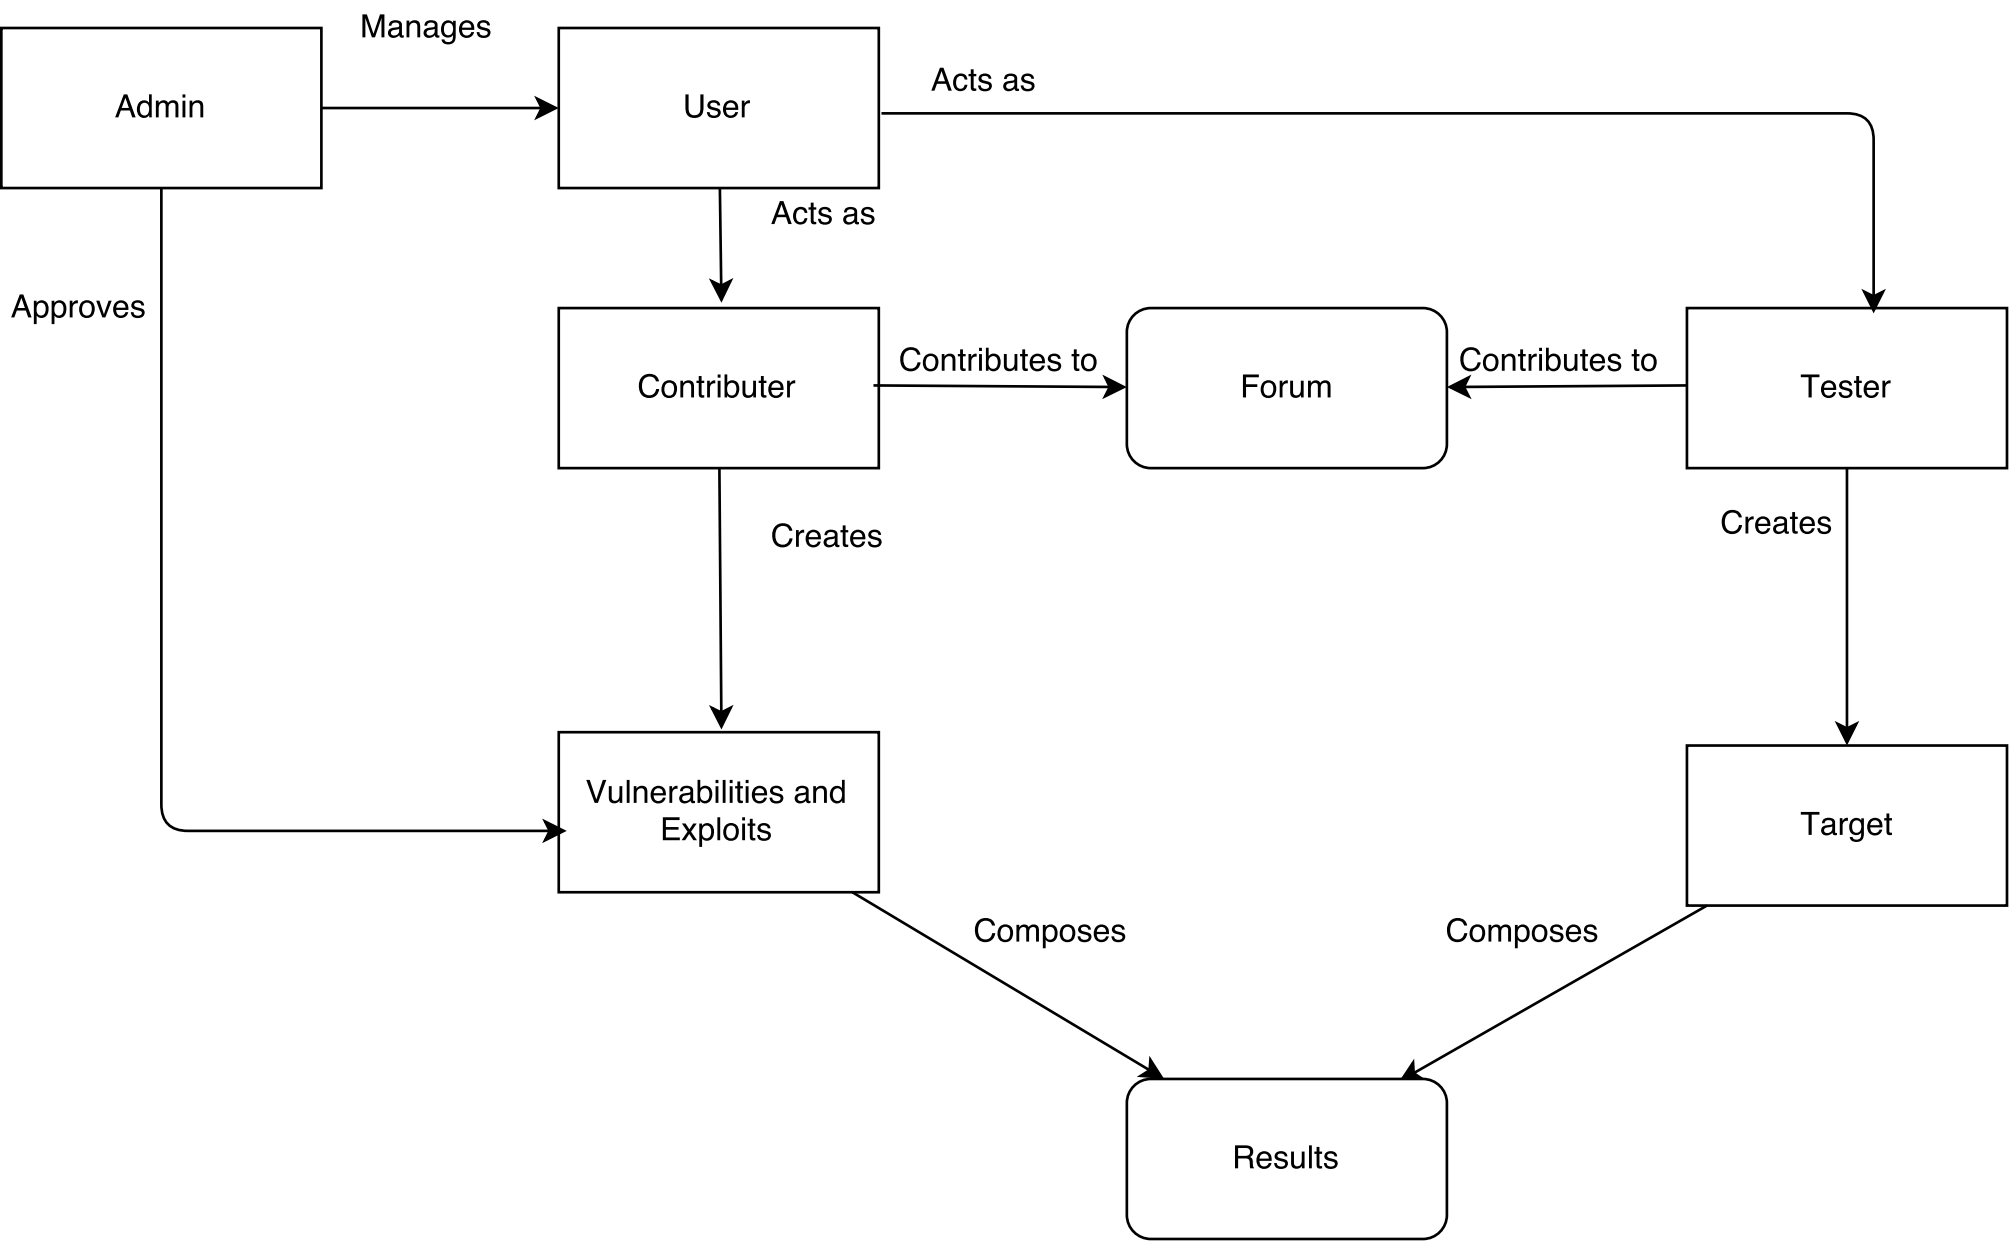 Manages
Admin
User
Acts as
Acts as
Approves
Contributer
Contributes to
Forum
Contributes to
Tester
Creates
Creates
Vulnerabilities and
Exploits
Target
Composes
Composes
Results